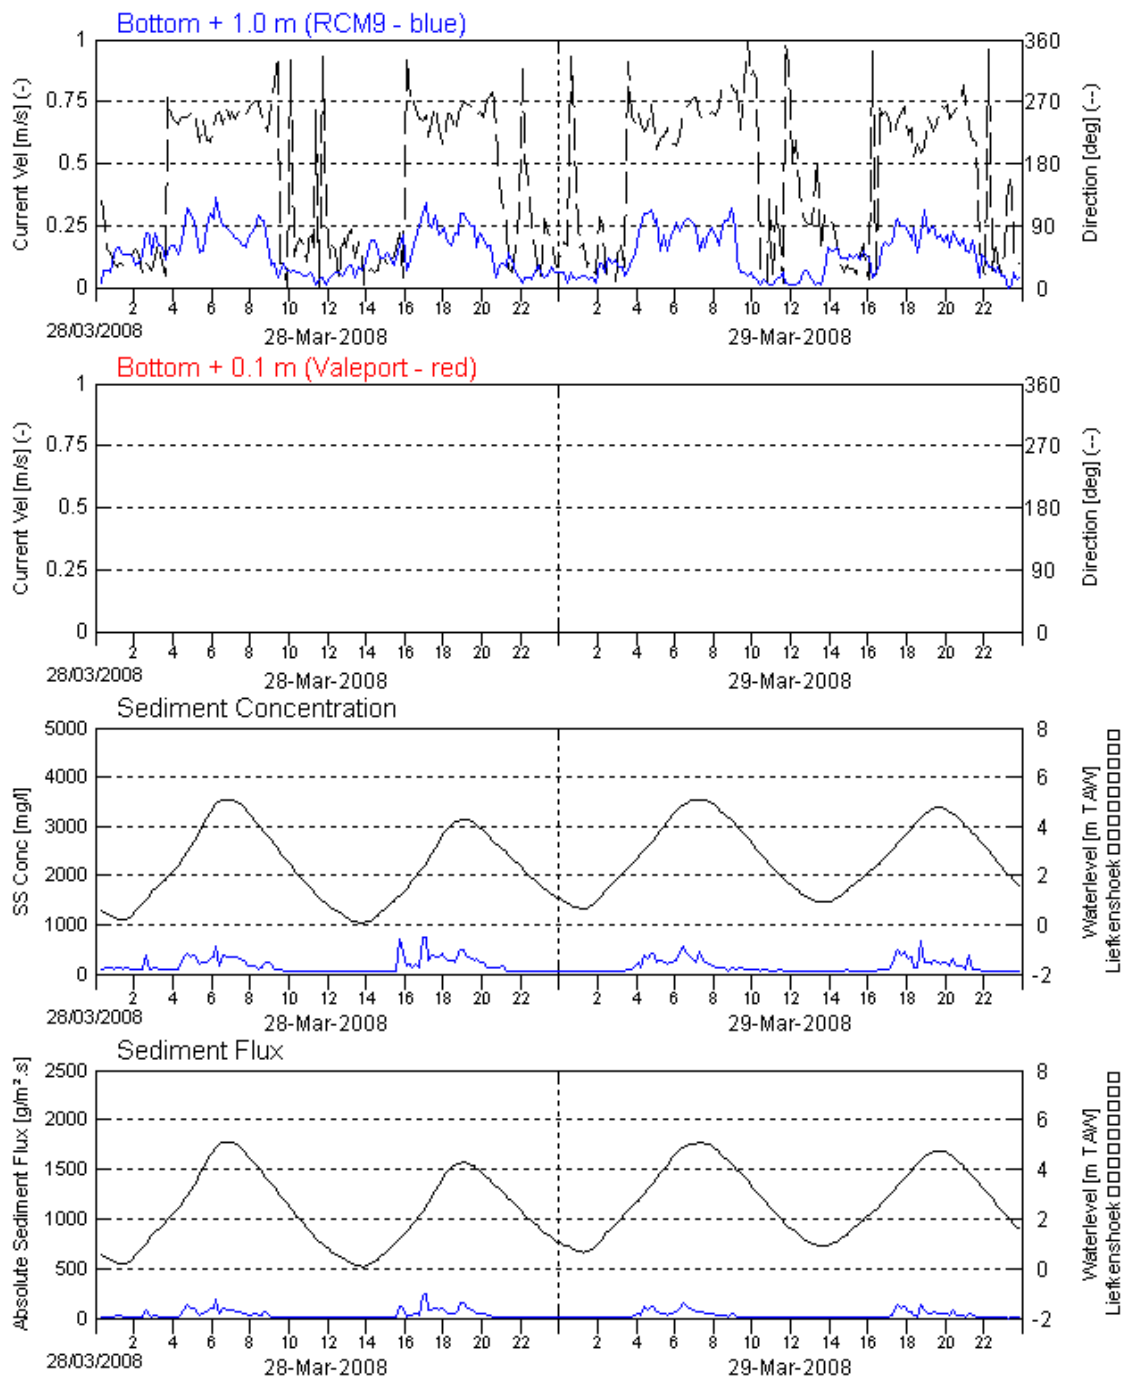 Bottom + 1.0 m (RCM9 - blue)
Current Vel [m/s] (-)
1
0.75
0.5
0.25
0
360
270
180
90
0
Direction [deg] (--)
2 4 6 8 10 12 14 16 18 20 22 2 4 6 8 10 12 14 16 18 20 22
28/03/2008
28-Mar-2008
29-Mar-2008
Bottom + 0.1 m (Valeport - red)
Current Vel [m/s] (-)
1
0.75
0.5
0.25
0
360
270
180
90
0
Direction [deg] (--)
2 4 6 8 10 12 14 16 18 20 22 2 4 6 8 10 12 14 16 18 20 22
28/03/2008
28-Mar-2008
29-Mar-2008
Sediment Concentration
SS Conc [mg/l]
5000
4000
3000
2000
1000
0
8
6
4
2
0
-2
Waterlevel [m TAW]
Liefkenshoek □□□□□□□□□□
2 4 6 8 10 12 14 16 18 20 22 2 4 6 8 10 12 14 16 18 20 22
28/03/2008
28-Mar-2008
29-Mar-2008
Sediment Flux
Absolute Sediment Flux [g/m².s]
2500
2000
1500
1000
500
0
8
6
4
2
0
-2
Waterlevel [m TAW]
Liefkenshoek □□□□□□□□□□
2 4 6 8 10 12 14 16 18 20 22 2 4 6 8 10 12 14 16 18 20 22
28/03/2008
28-Mar-2008
29-Mar-2008